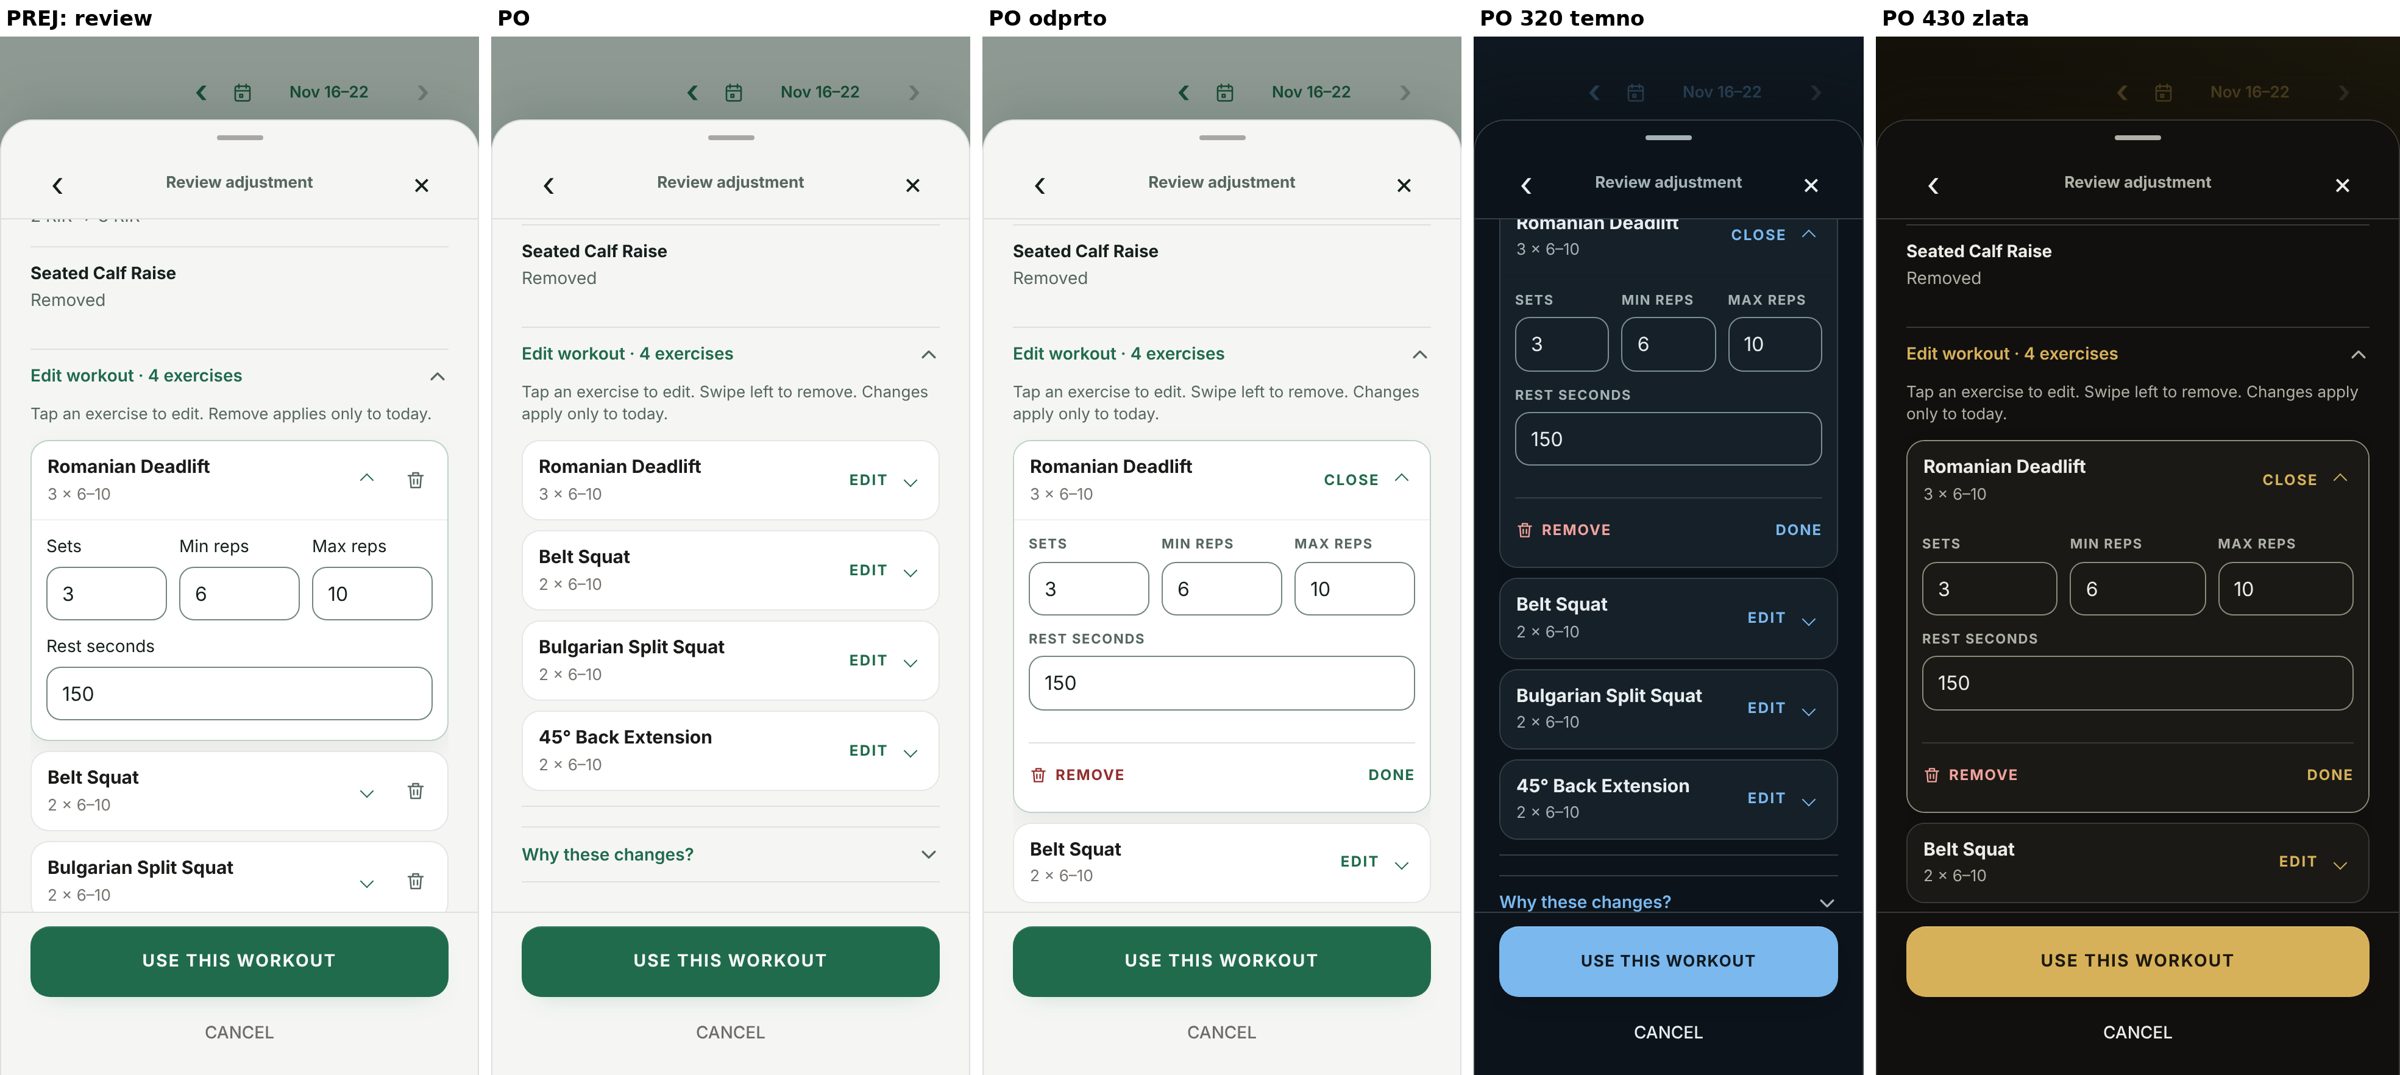 PREJ: review
Nov 16–22
Review adjustment
Seated Calf Raise
Removed
Edit workout · 4 exercises
Tap an exercise to edit. Remove applies only to today.
Romanian Deadlift
3 × 6–10
Sets Min reps Max reps
3 6 10
Rest seconds
150
Belt Squat
2 × 6–10
Bulgarian Split Squat
2 × 6–10
USE THIS WORKOUT
CANCEL
PO
Nov 16–22
Review adjustment
Seated Calf Raise
Removed
Edit workout · 4 exercises
Tap an exercise to edit. Swipe left to remove. Changes
apply only to today.
Romanian Deadlift
3 × 6–10
EDIT
Belt Squat
2 × 6–10
EDIT
Bulgarian Split Squat
2 × 6–10
EDIT
45° Back Extension
2 × 6–10
EDIT
Why these changes?
USE THIS WORKOUT
CANCEL
PO odprto
Nov 16–22
Review adjustment
Seated Calf Raise
Removed
Edit workout · 4 exercises
Tap an exercise to edit. Swipe left to remove. Changes
apply only to today.
Romanian Deadlift
3 × 6–10
CLOSE
SETS MIN REPS MAX REPS
3 6 10
REST SECONDS
150
REMOVE DONE
Belt Squat
2 × 6–10
EDIT
USE THIS WORKOUT
CANCEL
PO 320 temno
Nov 16–22
Review adjustment
Romanian Deadlift
3 × 6–10
CLOSE
SETS MIN REPS MAX REPS
3 6 10
REST SECONDS
150
REMOVE DONE
Belt Squat
2 × 6–10
EDIT
Bulgarian Split Squat
2 × 6–10
EDIT
45° Back Extension
2 × 6–10
EDIT
Why these changes?
USE THIS WORKOUT
CANCEL
PO 430 zlata
Nov 16–22
Review adjustment
Seated Calf Raise
Removed
Edit workout · 4 exercises
Tap an exercise to edit. Swipe left to remove. Changes apply
only to today.
Romanian Deadlift
3 × 6–10
CLOSE
SETS MIN REPS MAX REPS
3 6 10
REST SECONDS
150
REMOVE DONE
Belt Squat
2 × 6–10
EDIT
USE THIS WORKOUT
CANCEL